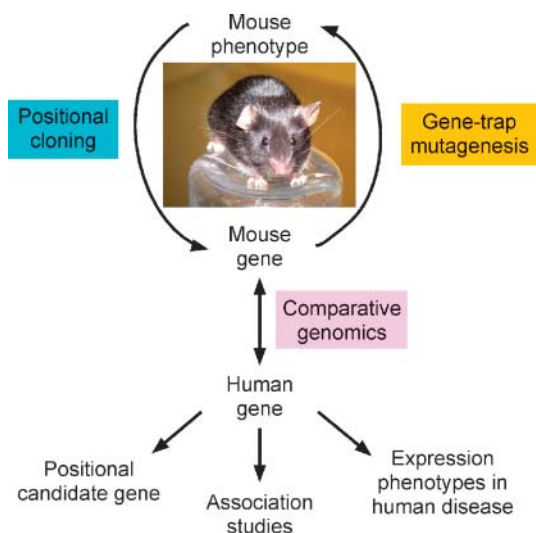 Mouse
phenotype
Positional
cloning
Gene-trap
mutagenesis
Mouse
gene
Comparative
genomics
Human
gene
Positional
candidate gene
Association
studies
Expression
phenotypes in
human disease